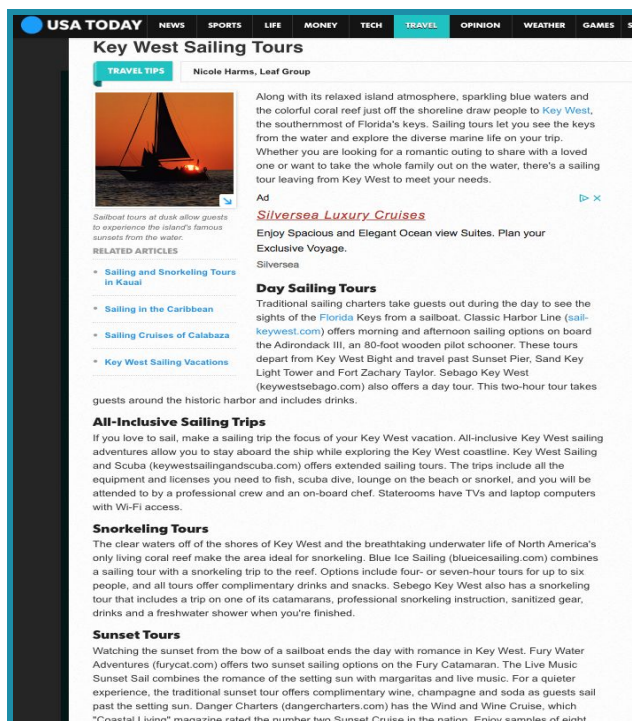 USA TODAY NEWS SPORTS LIFE MONEY TECH TRAVEL OPINION WEATHER GAMES
Key West Sailing Tours
TRAVEL TIPS Nicole Harms, Leaf Group
Along with its relaxed island atmosphere, sparkling blue waters and
the colorful coral reef just off the shoreline draw people to Key West,
the southernmost of Florida's keys. Sailing tours let you see the keys
from the water and explore the diverse marine life on your trip.
Whether you are looking for a romantic outing to share with a loved
one or want to take the whole family out on the water, there's a sailing
tour leaving from Key West to meet your needs.
Sailboat tours at dusk allow guests
to experience the island's famous
sunsets from the water.
RELATED ARTICLES
Sailing and Snorkeling Tours
in Kauai
Sailing in the Caribbean
Sailing Cruises of Calabaza
Key West Sailing Vacations
Ad
Silversea Luxury Cruises
Enjoy Spacious and Elegant Ocean view Suites. Plan your
Exclusive Voyage.
Silversea
Day Sailing Tours
Traditional sailing charters take guests out during the day to see the
sights of the Florida Keys from a sailboat. Classic Harbor Line (sail-
keywest.com) offers morning and afternoon sailing options on board
the Adirondack III, an 80-foot wooden pilot schooner. These tours
depart from Key West Bight and travel past Sunset Pier, Sand Key
Light Tower and Fort Zachary Taylor. Sebago Key West
(keywestsebago.com) also offers a day tour. This two-hour tour takes
guests around the historic harbor and includes drinks.
All-Inclusive Sailing Trips
If you love to sail, make a sailing trip the focus of your Key West vacation. All-inclusive Key West sailing
adventures allow you to stay aboard the ship while exploring the Key West coastline. Key West Sailing
and Scuba (keywestsailingandscuba.com) offers extended sailing tours. The trips include all the
equipment and licenses you need to fish, scuba dive, lounge on the beach or snorkel, and you will be
attended to by a professional crew and an on-board chef. Staterooms have TVs and laptop computers
with Wi-Fi access.
Snorkeling Tours
The clear waters off of the shores of Key West and the breathtaking underwater life of North America's
only living coral reef make the area ideal for snorkeling. Blue Ice Sailing (blueicesailing.com) combines
a sailing tour with a snorkeling trip to the reef. Options include four- or seven-hour tours for up to six
people, and all tours offer complimentary drinks and snacks. Sebego Key West also has a snorkeling
tour that includes a trip on one of its catamarans, professional snorkeling instruction, sanitized gear,
drinks and a freshwater shower when you're finished.
Sunset Tours
Watching the sunset from the bow of a sailboat ends the day with romance in Key West. Fury Water
Adventures (furycat.com) offers two sunset sailing options on the Fury Catamaran. The Live Music
Sunset Sail combines the romance of the setting sun with margaritas and live music. For a quieter
experience, the traditional sunset tour offers complimentary wine, champagne and soda as guests sail
past the setting sun. Danger Charters (dangercharters.com) has the Wind and Wine Cruise, which
"Coastal Living" magazine rated the number two Sunset Cruise in the nation. Enjoy samples of eight